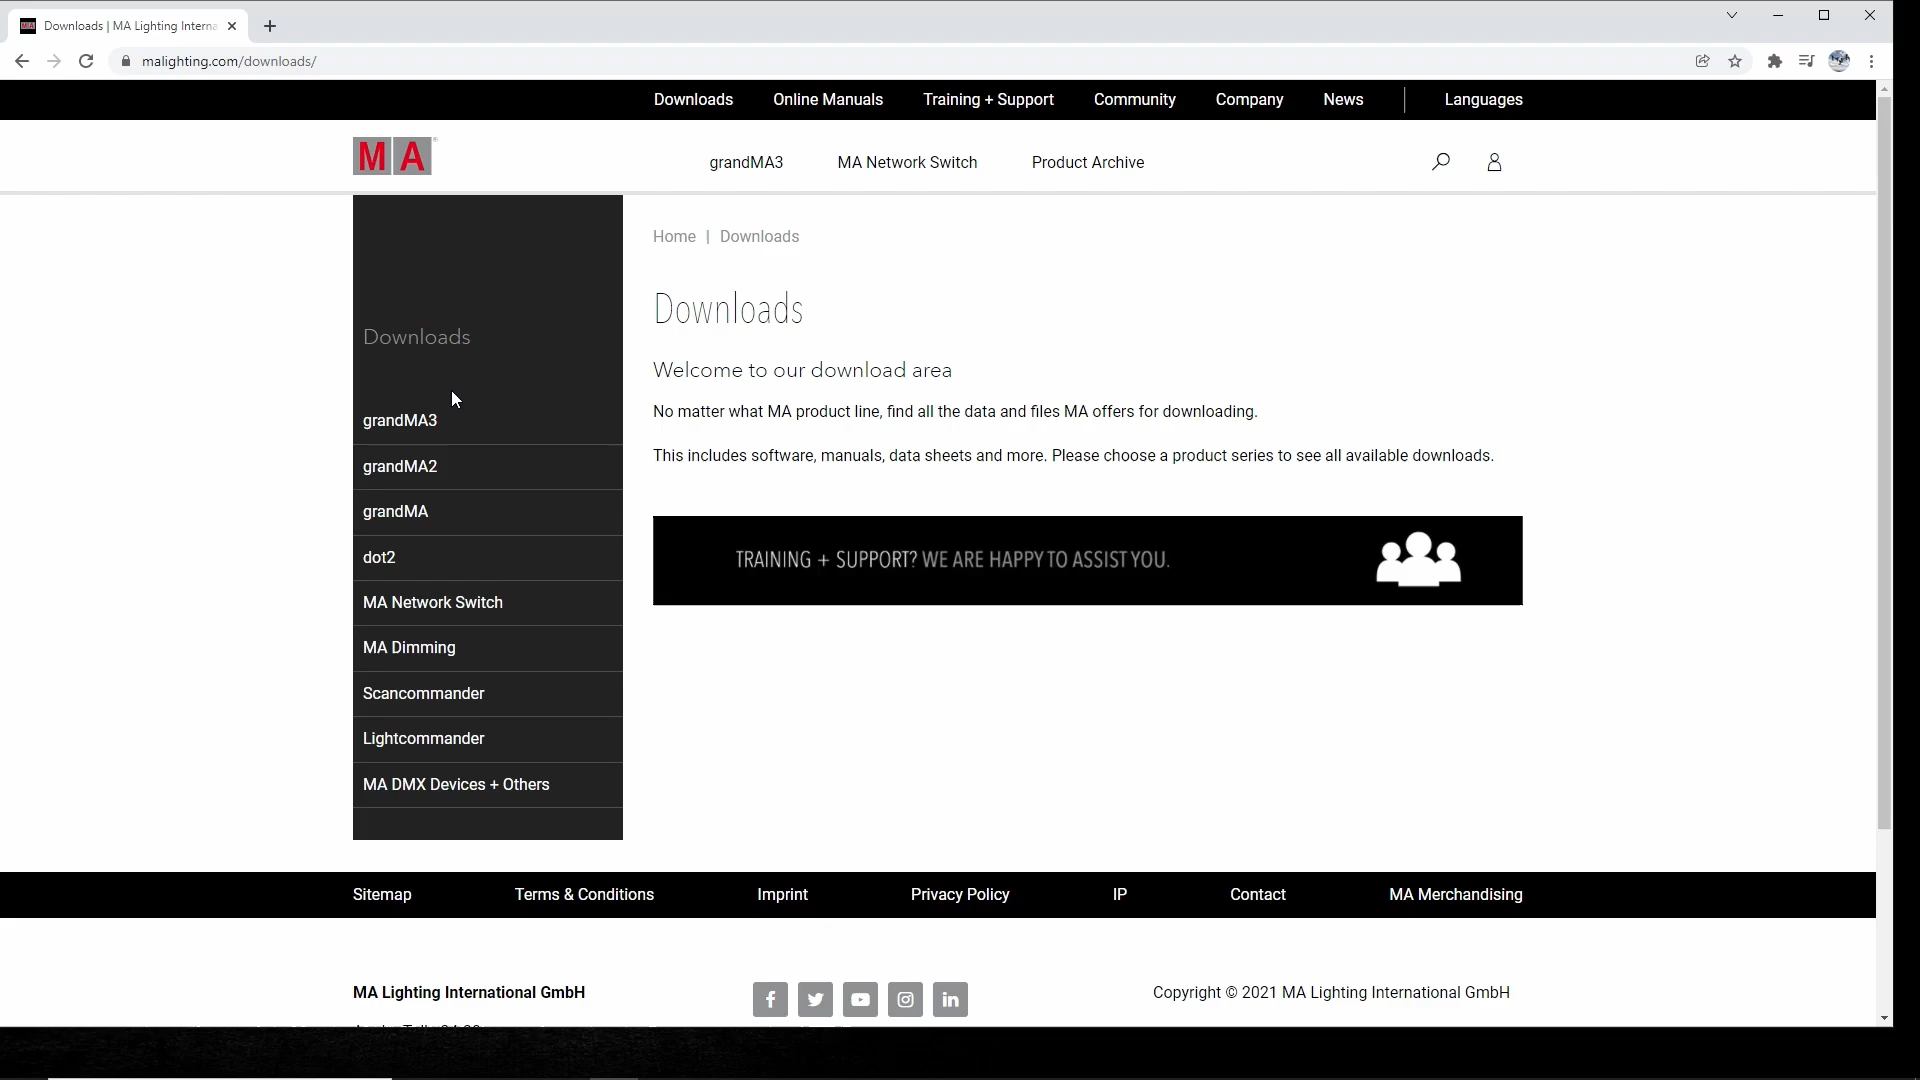 Downloads | MA Lighting Interna
malighting.com/downloads/
Downloads Online Manuals Training + Support Community Company News Languages
MA
grandMA3 MA Network Switch Product Archive
Home | Downloads
Downloads
Downloads
Welcome to our download area
No matter what MA product line, find all the data and files MA offers for downloading.
This includes software, manuals, data sheets and more. Please choose a product series to see all available downloads.
grandMA3
grandMA2
grandMA
dot2
MA Network Switch
MA Dimming
Scancommander
Lightcommander
MA DMX Devices + Others
TRAINING + SUPPORT? WE ARE HAPPY TO ASSIST YOU.
Sitemap Terms & Conditions Imprint Privacy Policy IP Contact MA Merchandising
MA Lighting International GmbH
Copyright © 2021 MA Lighting International GmbH